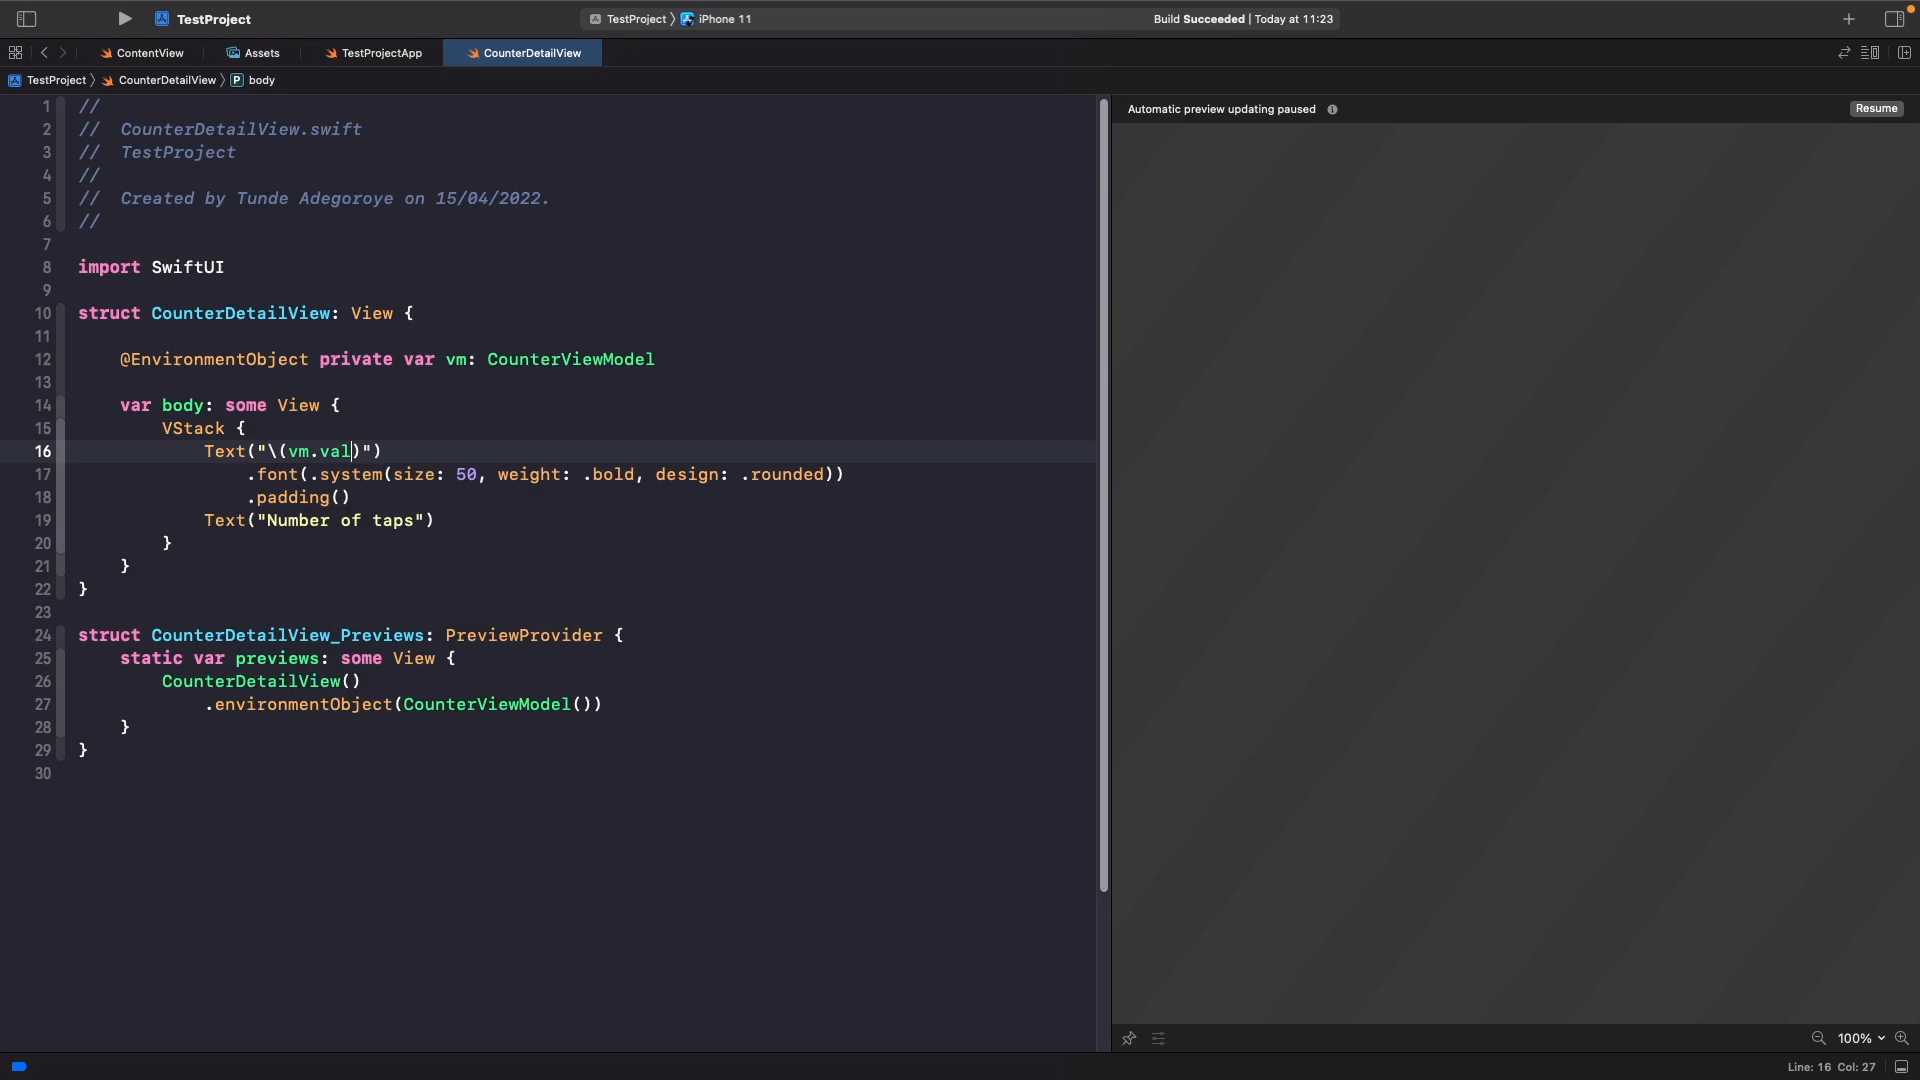 TestProject
TestProject 〉 iPhone 11
Build Succeeded | Today at 11:23
ContentView
Assets
TestProjectApp
CounterDetailView
TestProject 〉 CounterDetailView 〉 P body
Automatic preview updating paused
Resume
1 //
2 //  CounterDetailView.swift
3 //  TestProject
4 //
5 //  Created by Tunde Adegoroye on 15/04/2022.
6 //
7
8 import SwiftUI
9
10 struct CounterDetailView: View {
11
12     @EnvironmentObject private var vm: CounterViewModel
13
14     var body: some View {
15         VStack {
16             Text("\(vm.val)")
17                 .font(.system(size: 50, weight: .bold, design: .rounded))
18                 .padding()
19             Text("Number of taps")
20         }
21     }
22 }
23
24 struct CounterDetailView_Previews: PreviewProvider {
25     static var previews: some View {
26         CounterDetailView()
27             .environmentObject(CounterViewModel())
28     }
29 }
30
100%
Line: 16 Col: 27